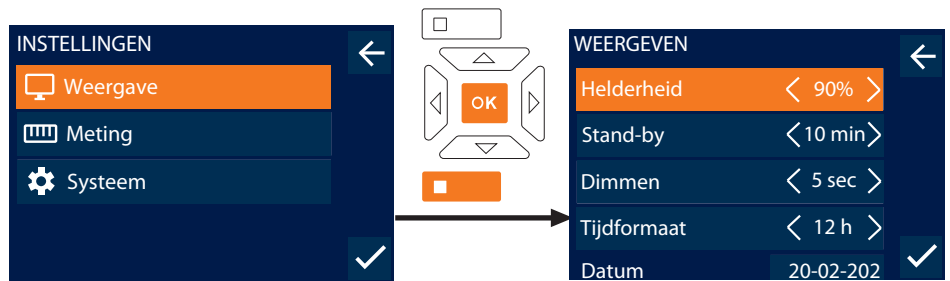 INSTELLINGEN
Weergave
Meting
Systeem
OK
WEERGEVEN
Helderheid 90%
Stand-by 10 min
Dimmen 5 sec
Tijdformaat 12 h
Datum 20-02-202